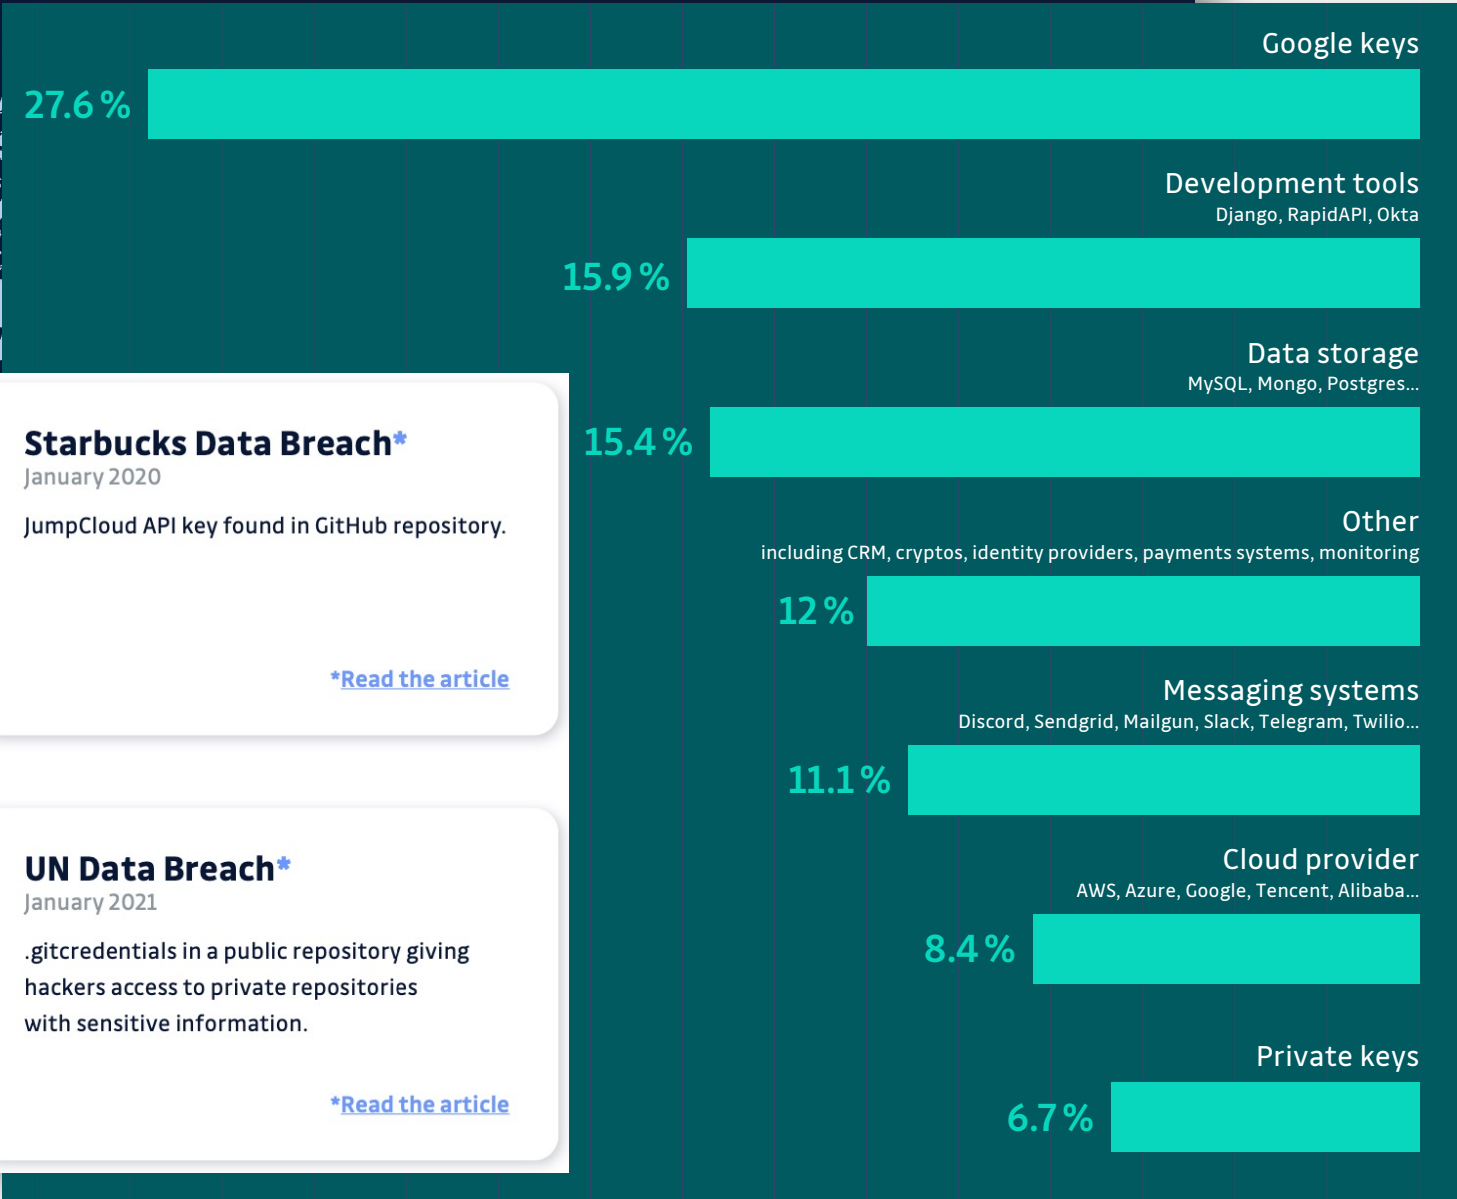 Google keys
27.6 %
Development tools
Django, RapidAPI, Okta
15.9 %
Data storage
MySQL, Mongo, Postgres...
15.4 %
Other
including CRM, cryptos, identity providers, payments systems, monitoring
12 %
Messaging systems
Discord, Sendgrid, Mailgun, Slack, Telegram, Twilio...
11.1 %
Cloud provider
AWS, Azure, Google, Tencent, Alibaba...
8.4 %
Private keys
6.7 %
Starbucks Data Breach*
January 2020
JumpCloud API key found in GitHub repository.
*Read the article
UN Data Breach*
January 2021
.gitcredentials in a public repository giving
hackers access to private repositories
with sensitive information.
*Read the article